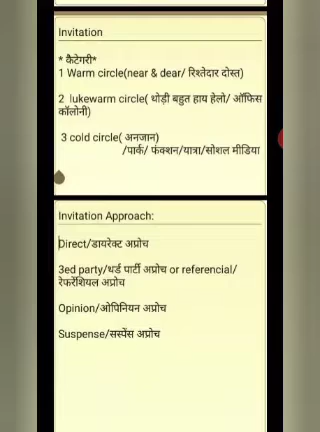 Invitation
* कैटेगरी*
1 Warm circle(near & dear/ रिश्तेदार दोस्त)
2  lukewarm circle( थोड़ी बहुत हाय हेलो/ ऑफिस
कॉलोनी)
3 cold circle( अनजान)
/पार्क/ फंक्शन/यात्रा/सोशल मीडिया
Invitation Approach:
Direct/डायरेक्ट अप्रोच
3ed party/थर्ड पार्टी अप्रोच or referencial/
रेफरेंशियल अप्रोच
Opinion/ओपिनियन अप्रोच
Suspense/सस्पेंस अप्रोच